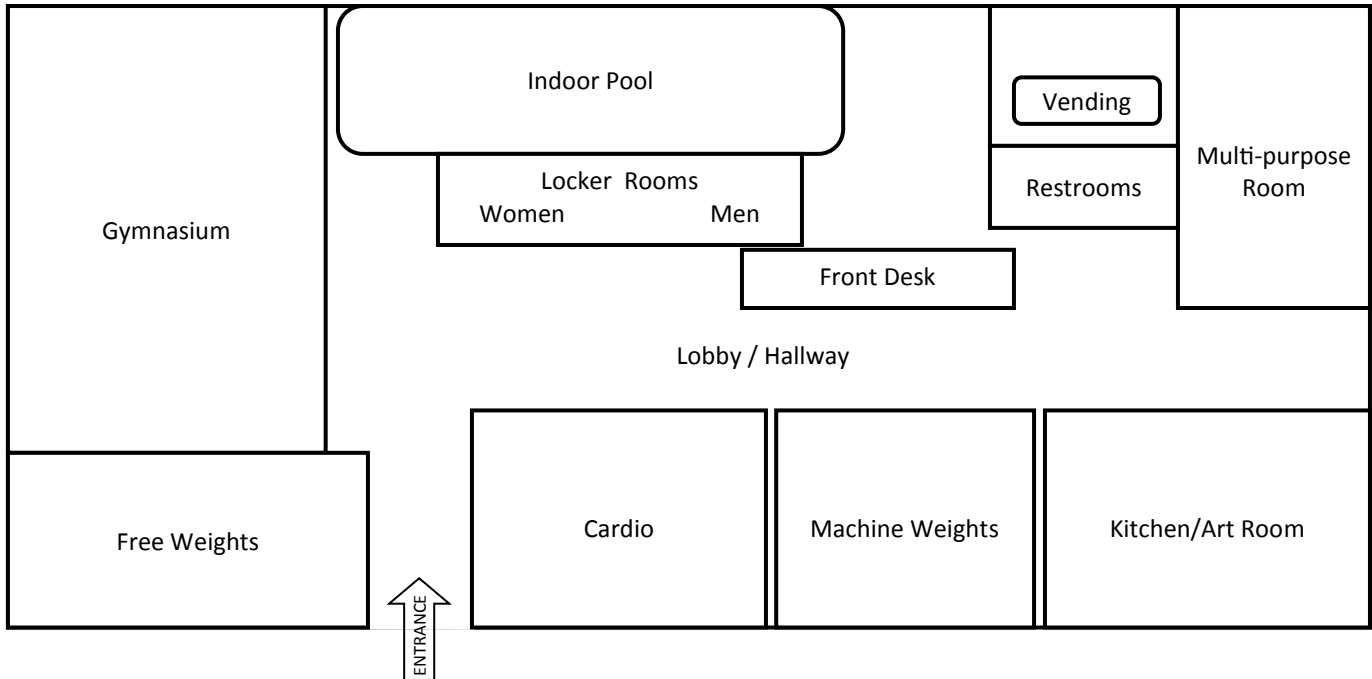 Indoor Pool
Vending
Multi-purpose
Room
Locker Rooms
Women Men
Restrooms
Gymnasium
Front Desk
Lobby / Hallway
Free Weights
Cardio
Machine Weights
Kitchen/Art Room
ENTRANCE